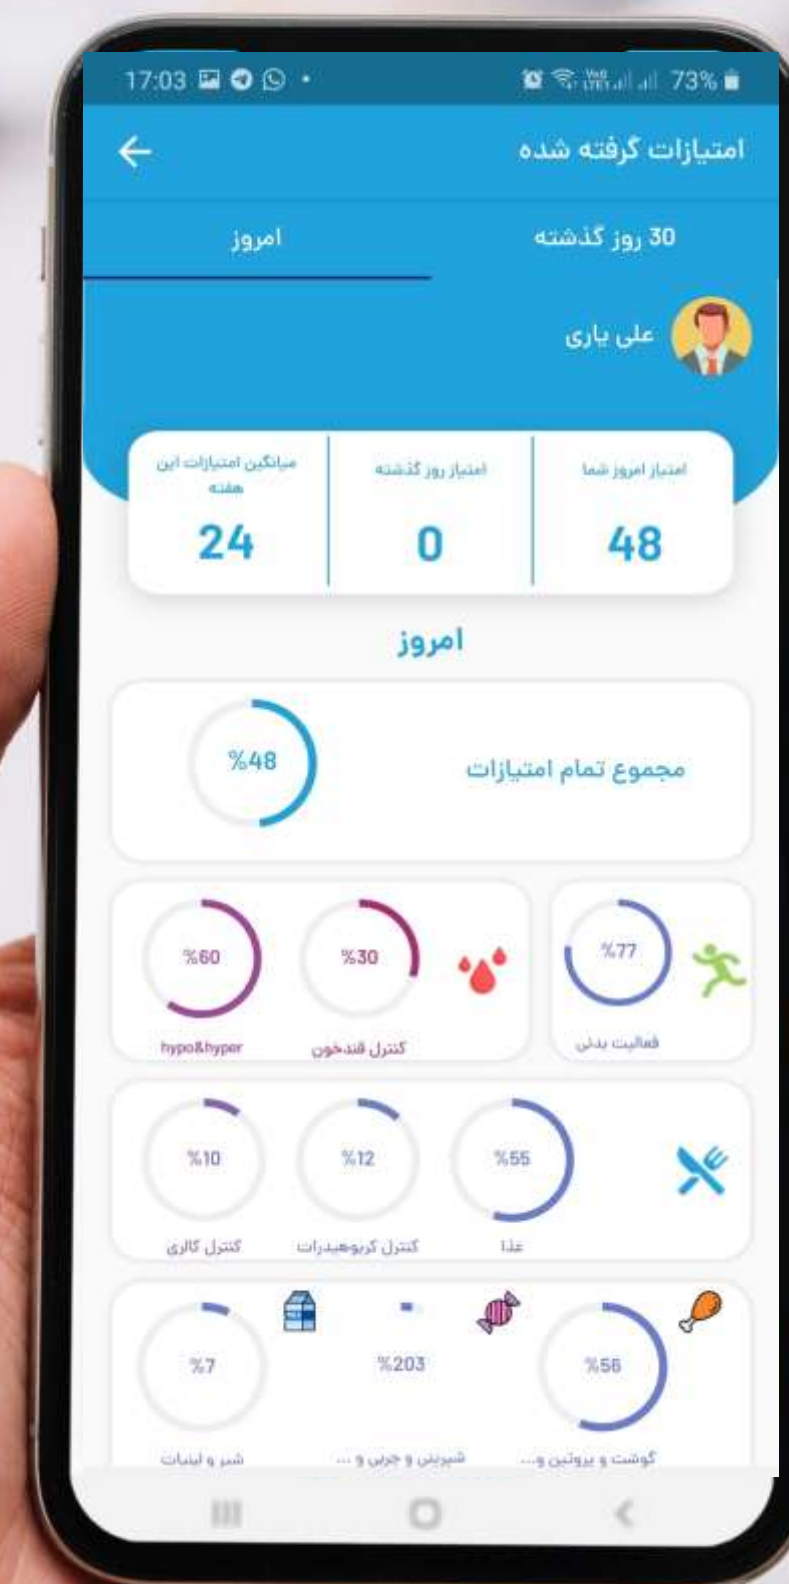 17:03
73%
امتیازات گرفته شده
30 روز گذشته
امروز
علی یاری
امتیاز امروز شما
48
امتیاز روز گذشته
0
میانگین امتیازات این
هفته
24
امروز
مجموع تمام امتیازات
%48
%77
فعالیت بدنی
%30
کنترل قندخون
%60
hypo&hyper
%55
غذا
%12
کنترل کربوهیدرات
%10
کنترل کالری
%56
گوشت و پروتئین و...
%203
شیرینی و چربی و ...
%7
شیر و لبنیات